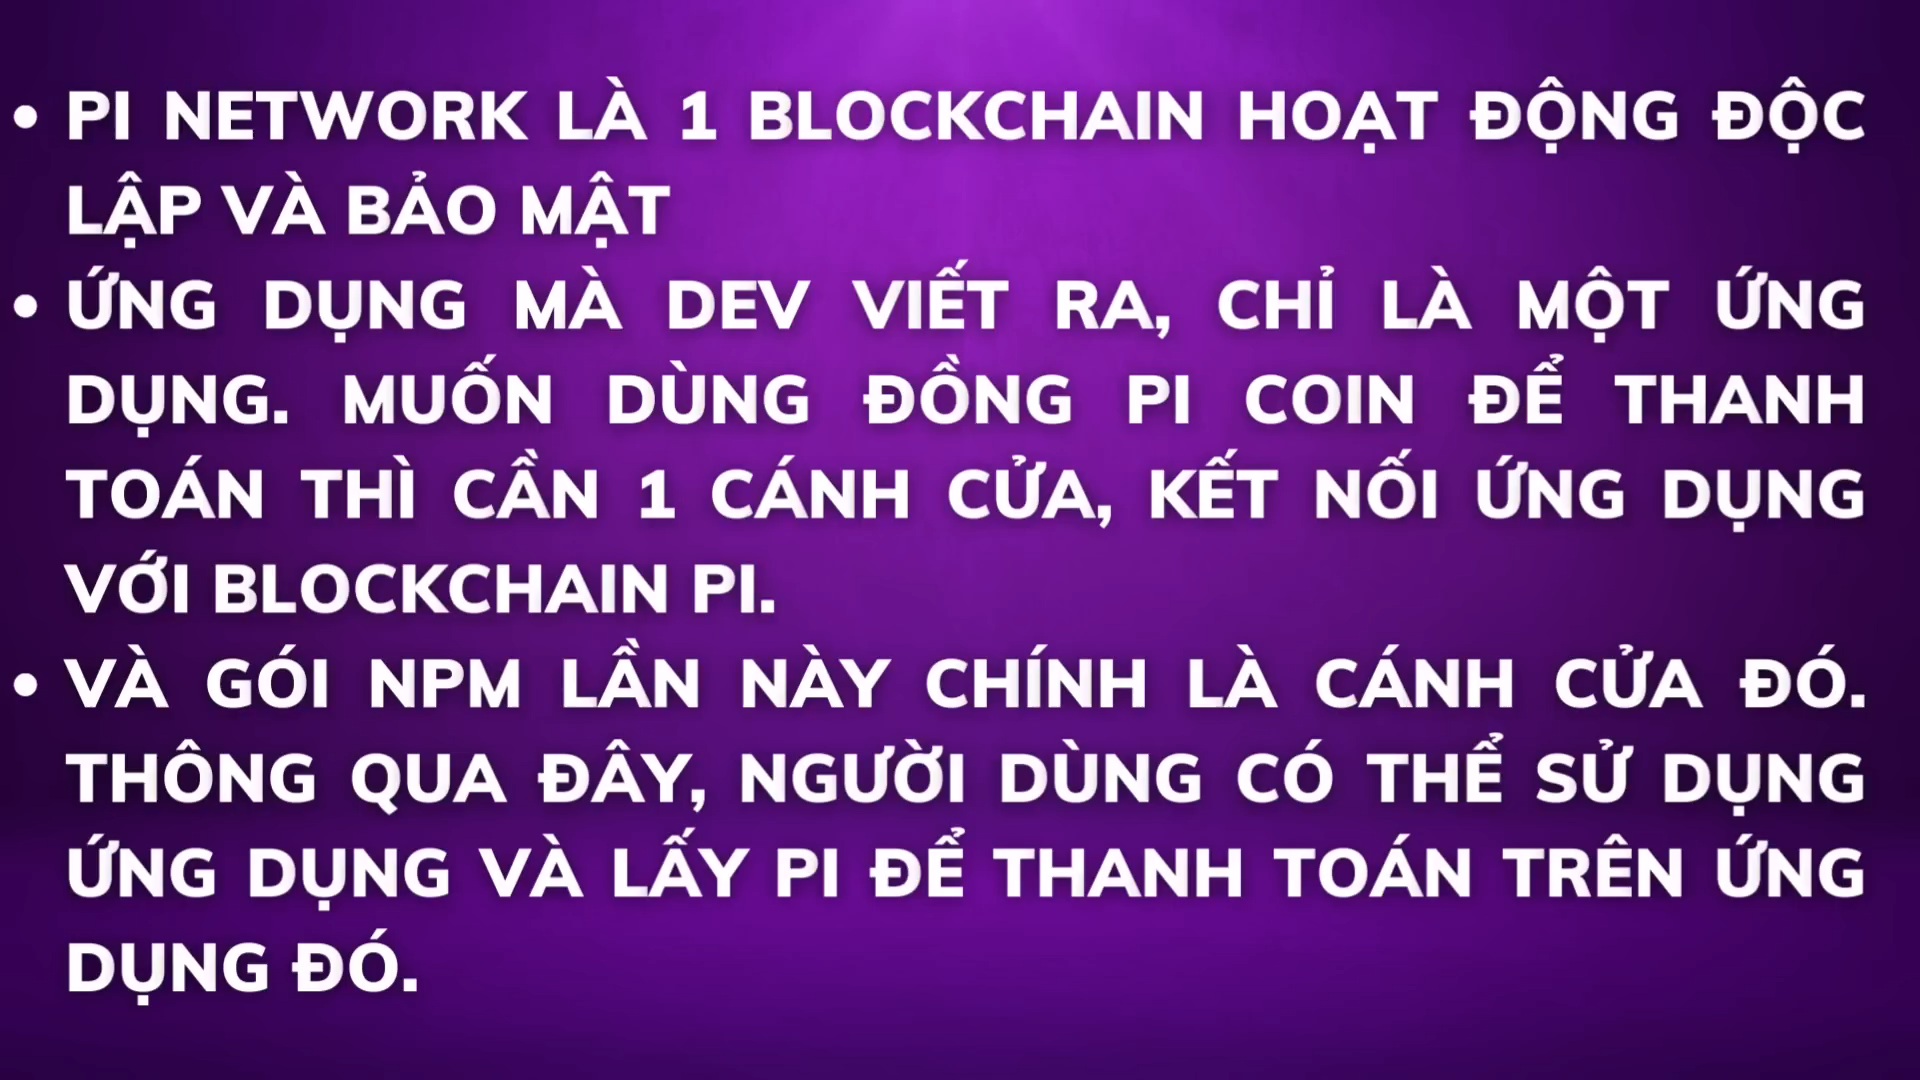 • PI NETWORK LÀ 1 BLOCKCHAIN HOẠT ĐỘNG ĐỘC
LẬP VÀ BẢO MẬT
• ỨNG DỤNG MÀ DEV VIẾT RA, CHỈ LÀ MỘT ỨNG
DỤNG. MUỐN DÙNG ĐỒNG PI COIN ĐỂ THANH
TOÁN THÌ CẦN 1 CÁNH CỬA, KẾT NỐI ỨNG DỤNG
VỚI BLOCKCHAIN PI.
• VÀ GÓI NPM LẦN NÀY CHÍNH LÀ CÁNH CỬA ĐÓ.
THÔNG QUA ĐÂY, NGƯỜI DÙNG CÓ THỂ SỬ DỤNG
ỨNG DỤNG VÀ LẤY PI ĐỂ THANH TOÁN TRÊN ỨNG
DỤNG ĐÓ.